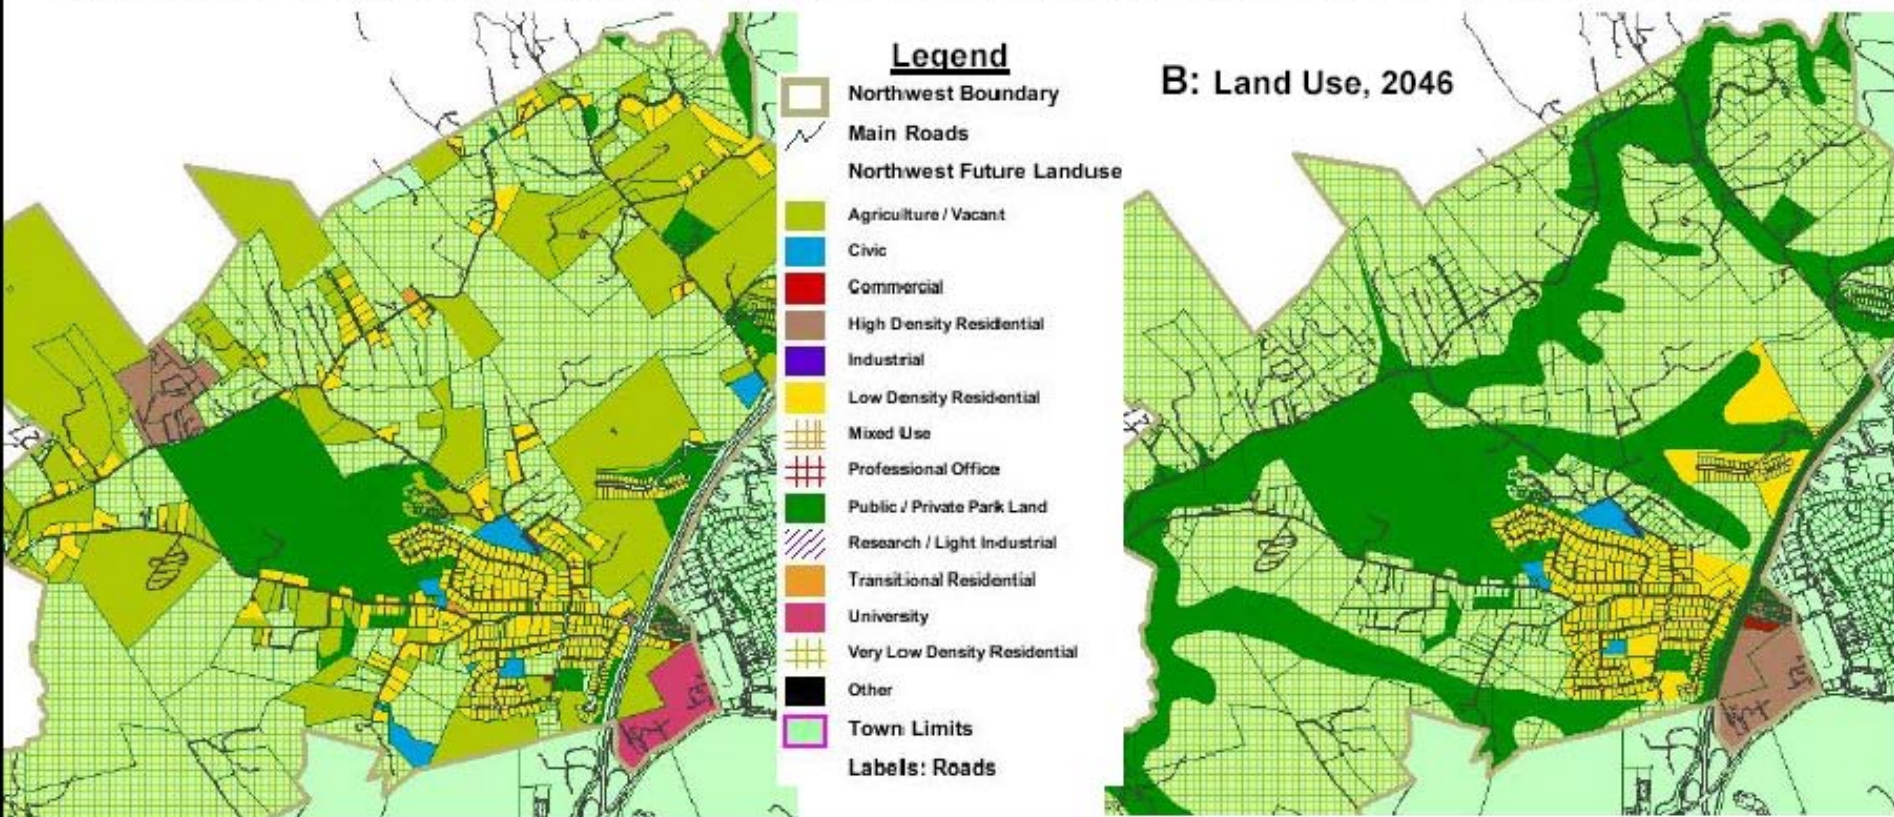 Legend
Northwest Boundary
Main Roads
Northwest Future Landuse
Agriculture / Vacant
Civic
Commercial
High Density Residential
Industrial
Low Density Residential
Mixed Use
Professional Office
Public / Private Park Land
Research / Light Industrial
Transitional Residential
University
Very Low Density Residential
Other
Town Limits
Labels: Roads
B: Land Use, 2046